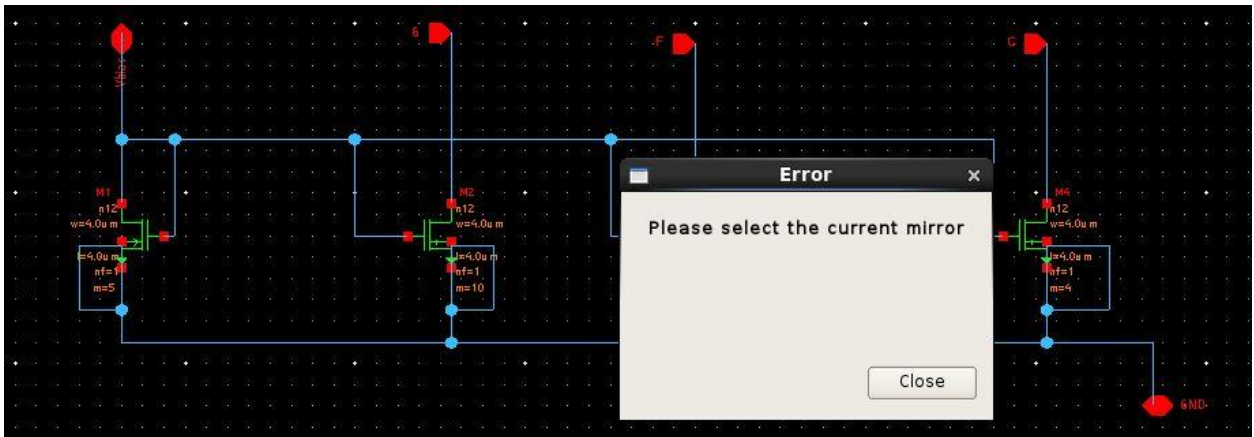 6
F
G
Vbias
M1
n12
w=4.0u m
l=4.0u m
nf=1
m=5
M2
n12
w=4.0u m
l=4.0u m
nf=1
m=10
Error
Please select the current mirror
Close
M4
n12
w=4.0u m
l=4.0u m
nf=1
m=4
GND